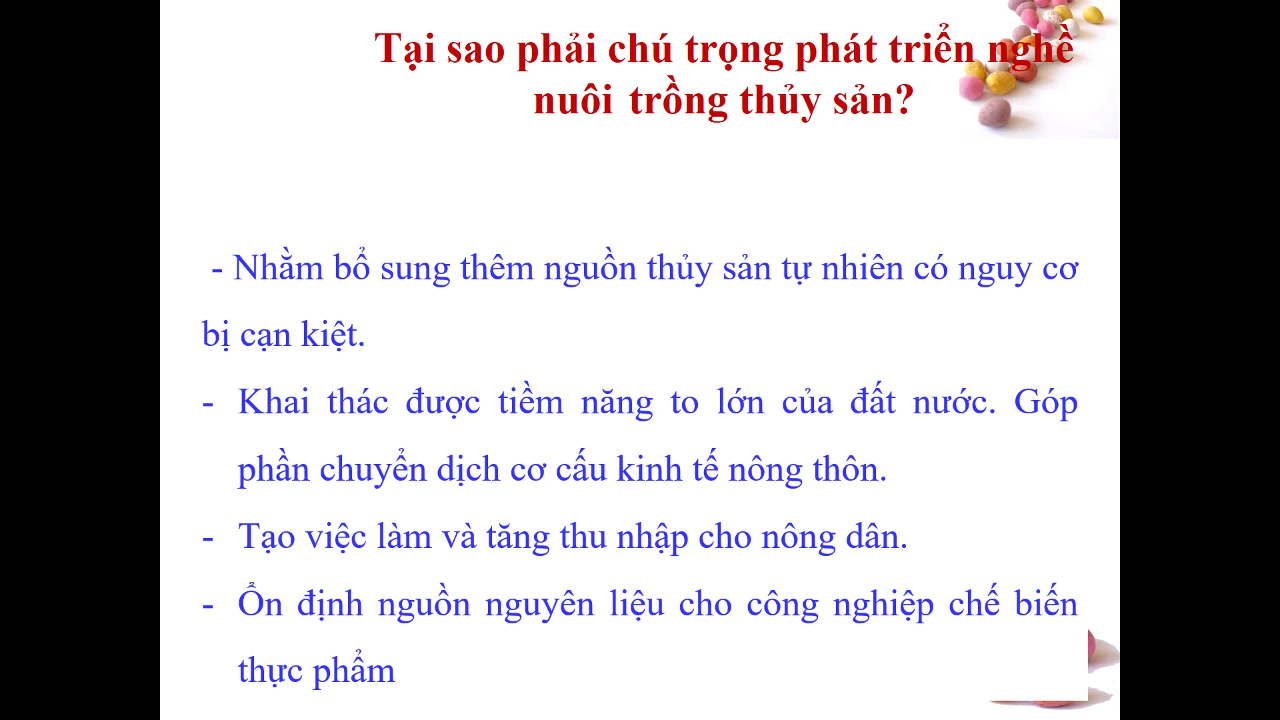 Tại sao phải chú trọng phát triển nghề
nuôi trồng thủy sản?
- Nhằm bổ sung thêm nguồn thủy sản tự nhiên có nguy cơ
bị cạn kiệt.
- Khai thác được tiềm năng to lớn của đất nước. Góp
phần chuyển dịch cơ cấu kinh tế nông thôn.
- Tạo việc làm và tăng thu nhập cho nông dân.
- Ổn định nguồn nguyên liệu cho công nghiệp chế biến
thực phẩm